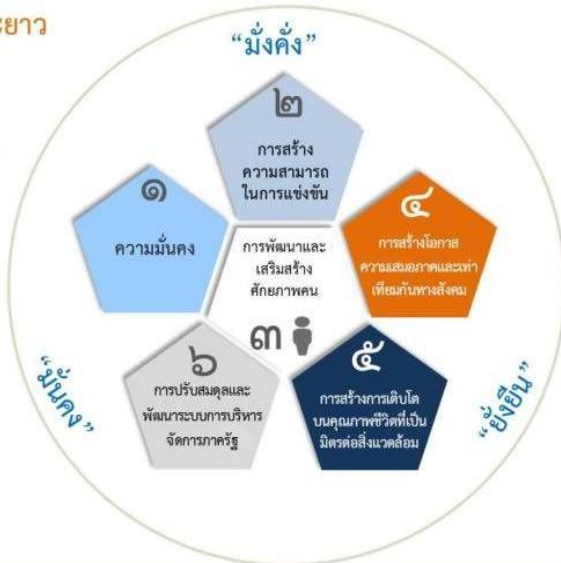 ะยาว
“มั่งคั่ง”
๒
การสร้าง
ความสามารถ
ในการแข่งขัน
๑
ความมั่นคง
๔
การสร้างโอกาส
ความเสมอภาคและเท่า
เทียมกันทางสังคม
การพัฒนาและ
เสริมสร้าง
ศักยภาพคน
๓
๖
การปรับสมดุลและ
พัฒนาระบบการบริหาร
จัดการภาครัฐ
๕
การสร้างการเติบโต
บนคุณภาพชีวิตที่เป็น
มิตรต่อสิ่งแวดล้อม
“มั่นคง”
“ยั่งยืน”